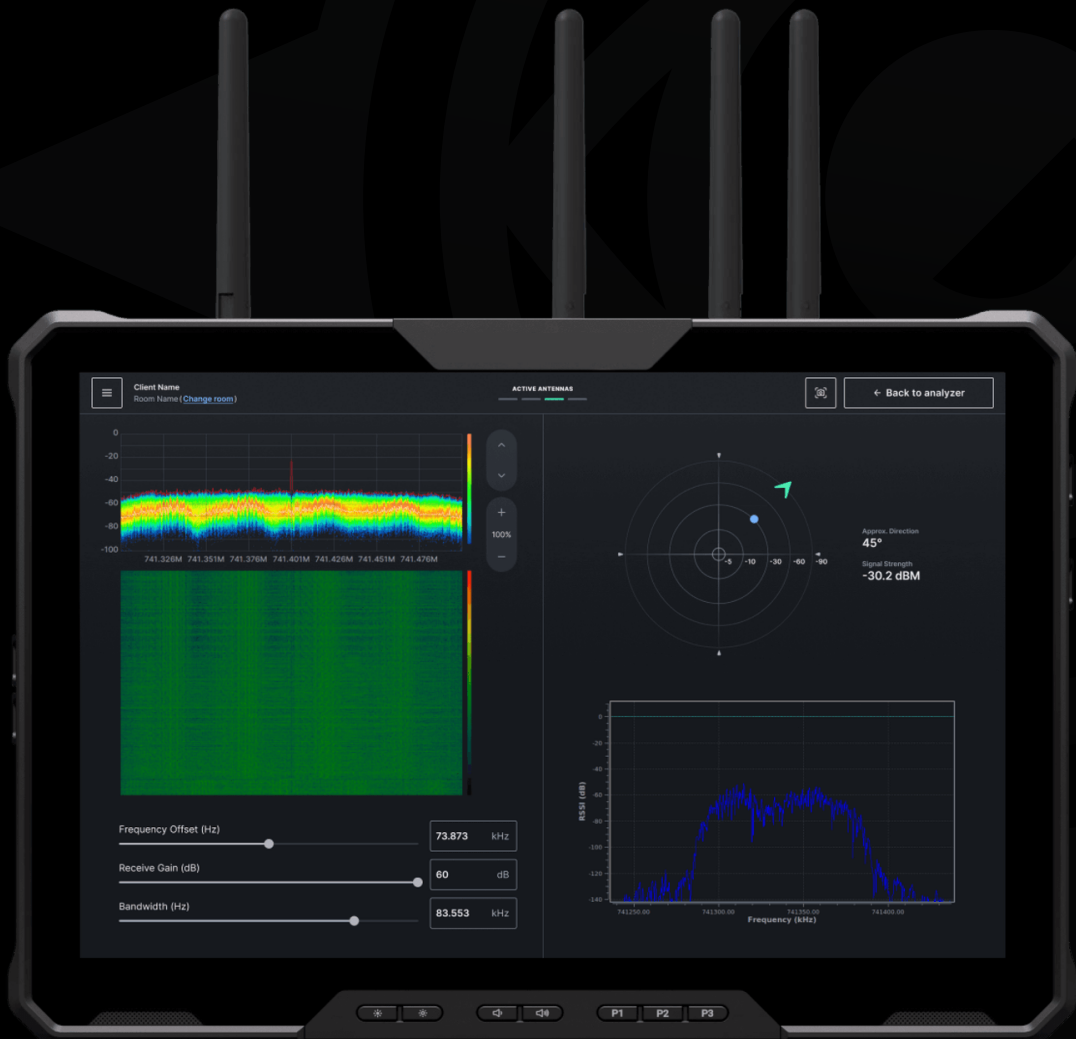 Client Name
Room Name (Change room)
ACTIVE ANTENNAS
← Back to analyzer
0
-20
-40
-60
-80
-100
741.326M 741.351M 741.376M 741.401M 741.426M 741.451M 741.476M
+
100%
−
-5 -10 -30 -60 -90
Approx. Direction
45°
Signal Strength
-30.2 dBM
Frequency Offset (Hz)
73.873 kHz
Receive Gain (dB)
60 dB
Bandwidth (Hz)
83.553 kHz
RSSI (dB)
0
-20
-40
-60
-80
-100
-120
-140
741250.00 741300.00 741350.00 741400.00
Frequency (kHz)
P1 P2 P3